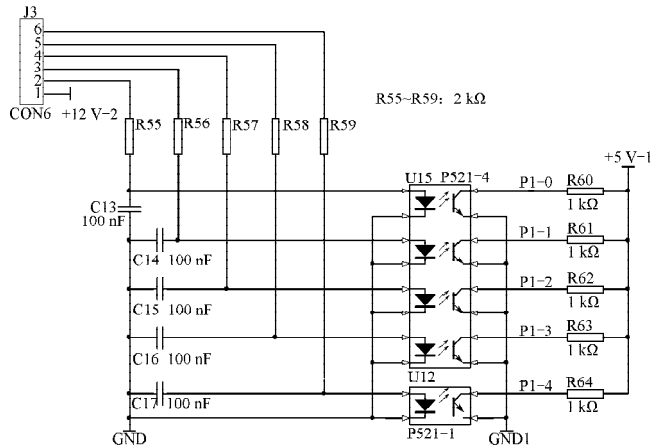 J3
6
5
4
3
2
1
CON6
+12 V-2
R55
R56
R57
R58
R59
R55~R59: 2 kΩ
+5 V-1
U15
P521-4
P1-0
R60
1 kΩ
C13
100 nF
P1-1
R61
1 kΩ
C14
100 nF
P1-2
R62
1 kΩ
C15
100 nF
P1-3
R63
1 kΩ
C16
100 nF
U12
P1-4
R64
1 kΩ
C17
100 nF
P521-1
GND
GND1